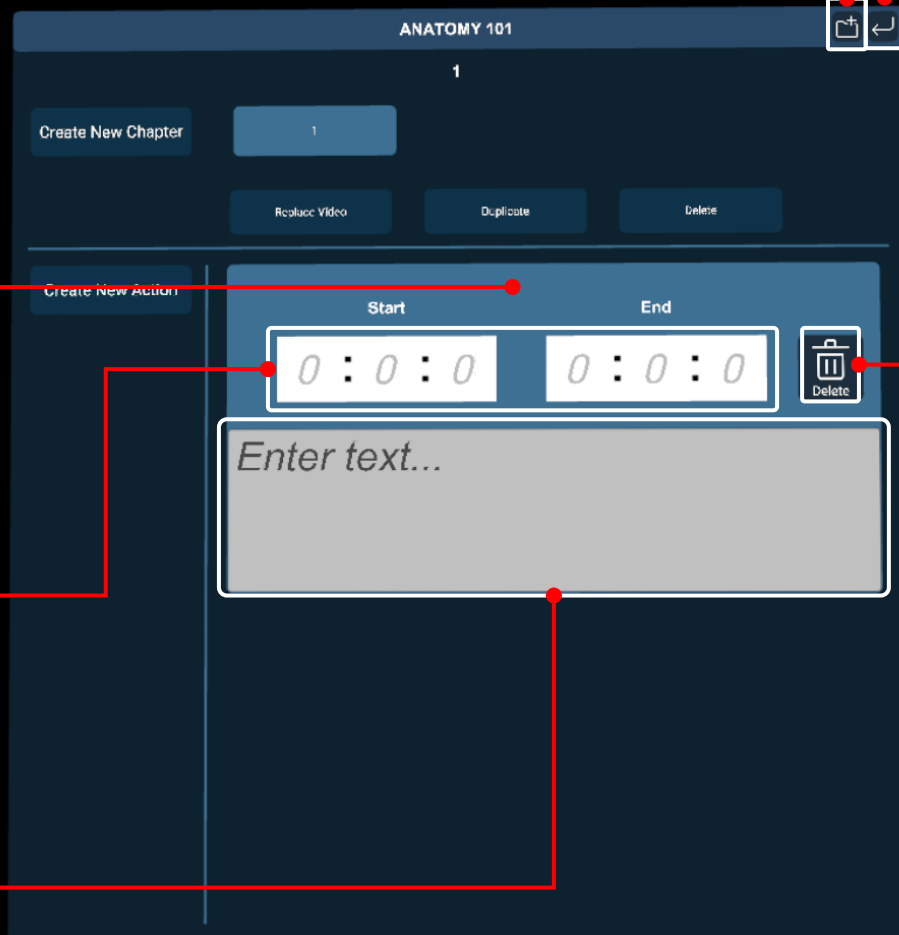 ANATOMY 101
1
Create New Chapter
1
Replace Video
Duplicate
Delete
Create New Action
Start
End
0 : 0 : 0
0 : 0 : 0
Delete
Enter text...